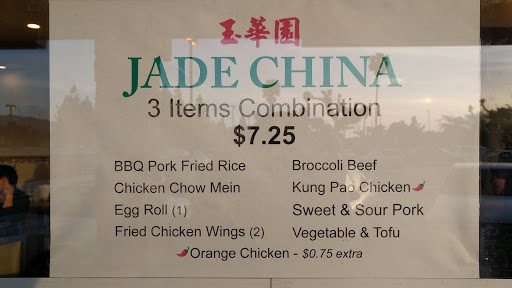 玉華園
JADE CHINA
3 Items Combination
$7.25
BBQ Pork Fried Rice
Chicken Chow Mein
Egg Roll (1)
Fried Chicken Wings (2)
Broccoli Beef
Kung Pao Chicken
Sweet & Sour Pork
Vegetable & Tofu
Orange Chicken - $0.75 extra